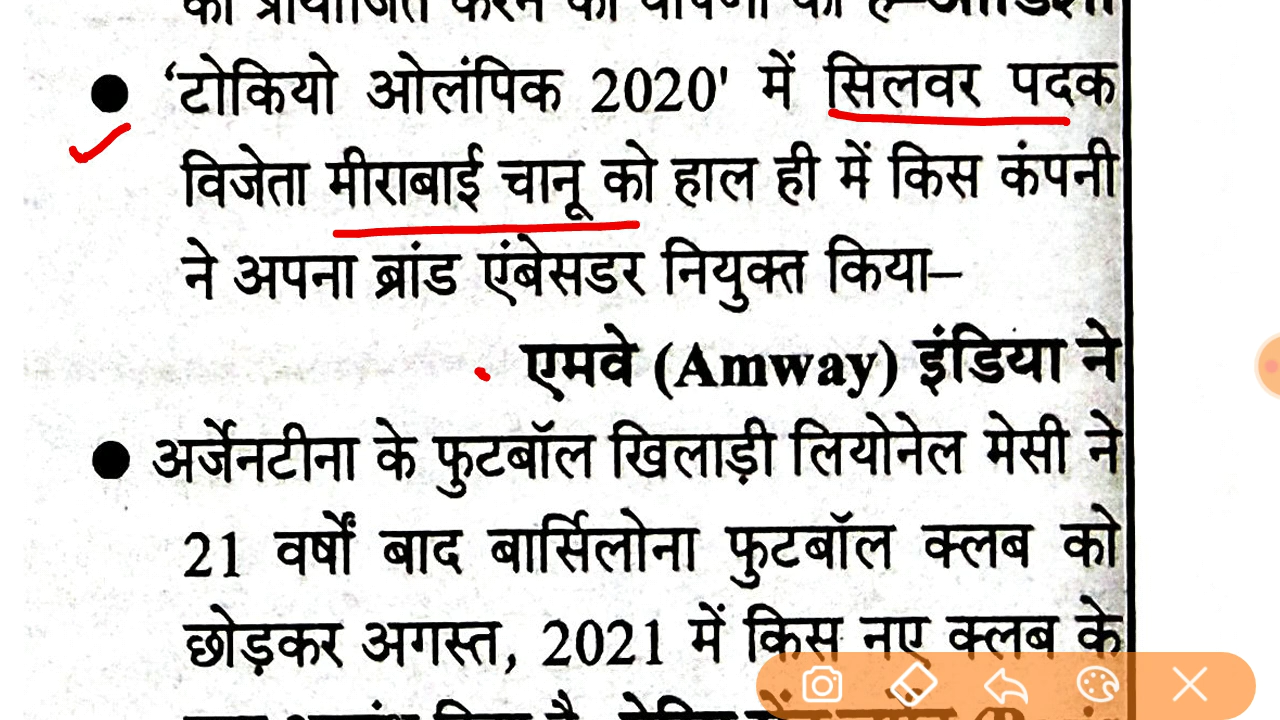 'टोकियो ओलंपिक 2020' में सिलवर पदक
विजेता मीराबाई चानू को हाल ही में किस कंपनी
ने अपना ब्रांड एंबेसडर नियुक्त किया–
एमवे (Amway) इंडिया ने
अर्जेनटीना के फुटबॉल खिलाड़ी लियोनेल मेसी ने
21 वर्षों बाद बार्सिलोना फुटबॉल क्लब को
छोड़कर अगस्त, 2021 में किस नए क्लब के